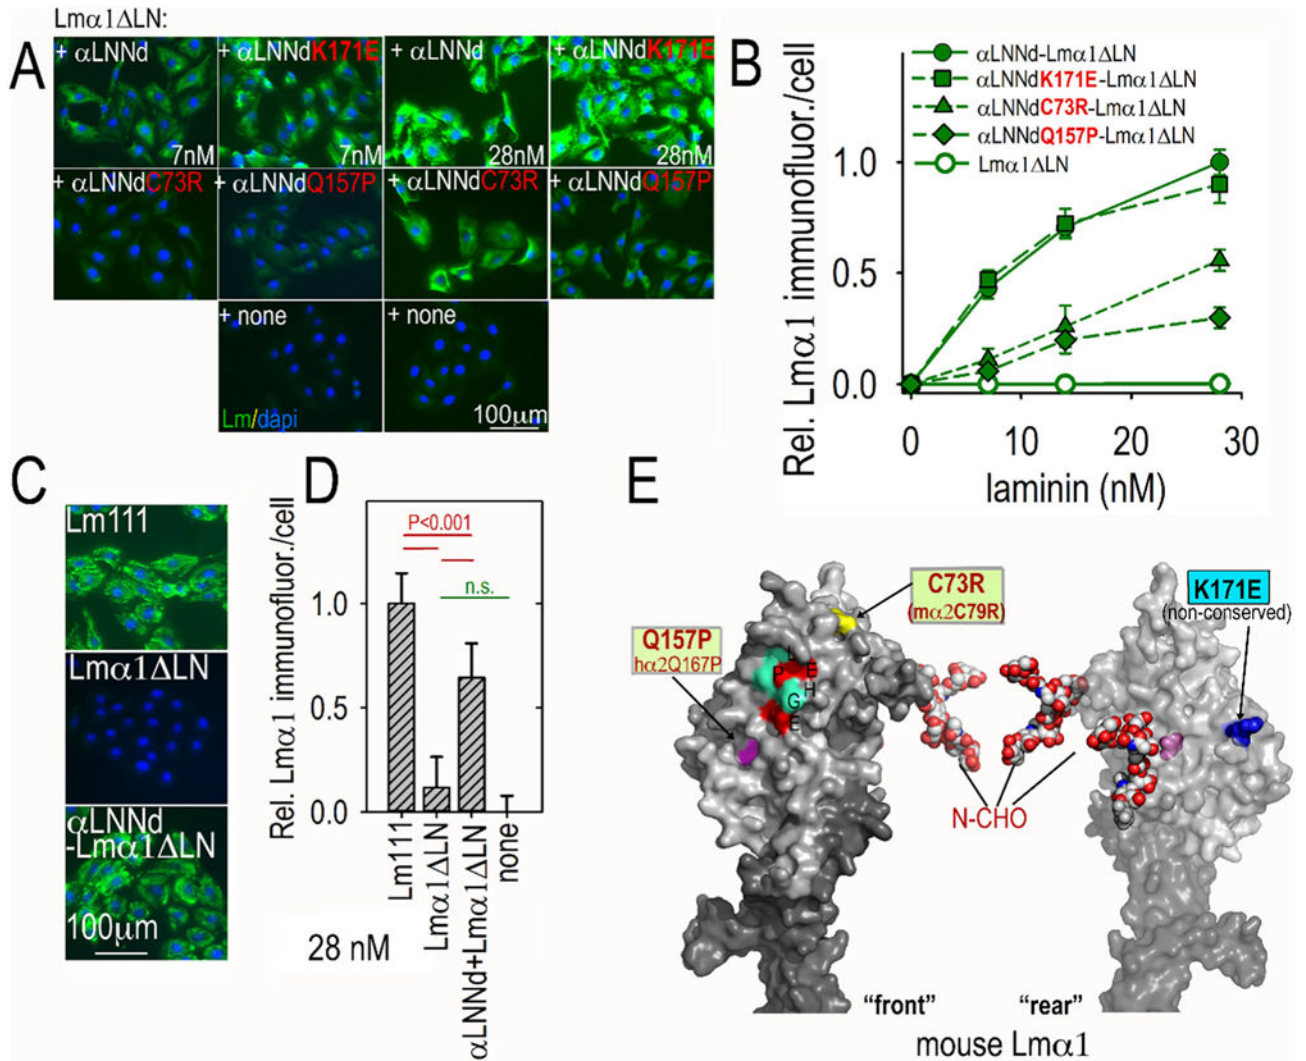 Lmα1ΔLN:
A
+ αLNNd
7nM
+ αLNNdK171E
7nM
+ αLNNd
28nM
+ αLNNdK171E
28nM
+ αLNNdC73R
+ αLNNdQ157P
+ αLNNdC73R
+ αLNNdQ157P
+ none
Lm/dapi
+ none
100μm
B
αLNNd-Lmα1ΔLN
αLNNdK171E-Lmα1ΔLN
αLNNdC73R-Lmα1ΔLN
αLNNdQ157P-Lmα1ΔLN
Lmα1ΔLN
Rel. Lmα1 immunofluor./cell
1.0
0.5
0.0
0 10 20 30
laminin (nM)
C
Lm111
Lmα1ΔLN
αLNNd
-Lmα1ΔLN
100μm
D
Rel. Lmα1 immunofluor./cell
P<0.001
n.s.
1.0
0.5
0.0
Lm111
Lmα1ΔLN
αLNNd+Lmα1ΔLN
none
28 nM
E
C73R
(mα2C79R)
Q157P
hα2Q167P
K171E
(non-conserved)
P
G
H
N-CHO
"front"
"rear"
mouse Lmα1